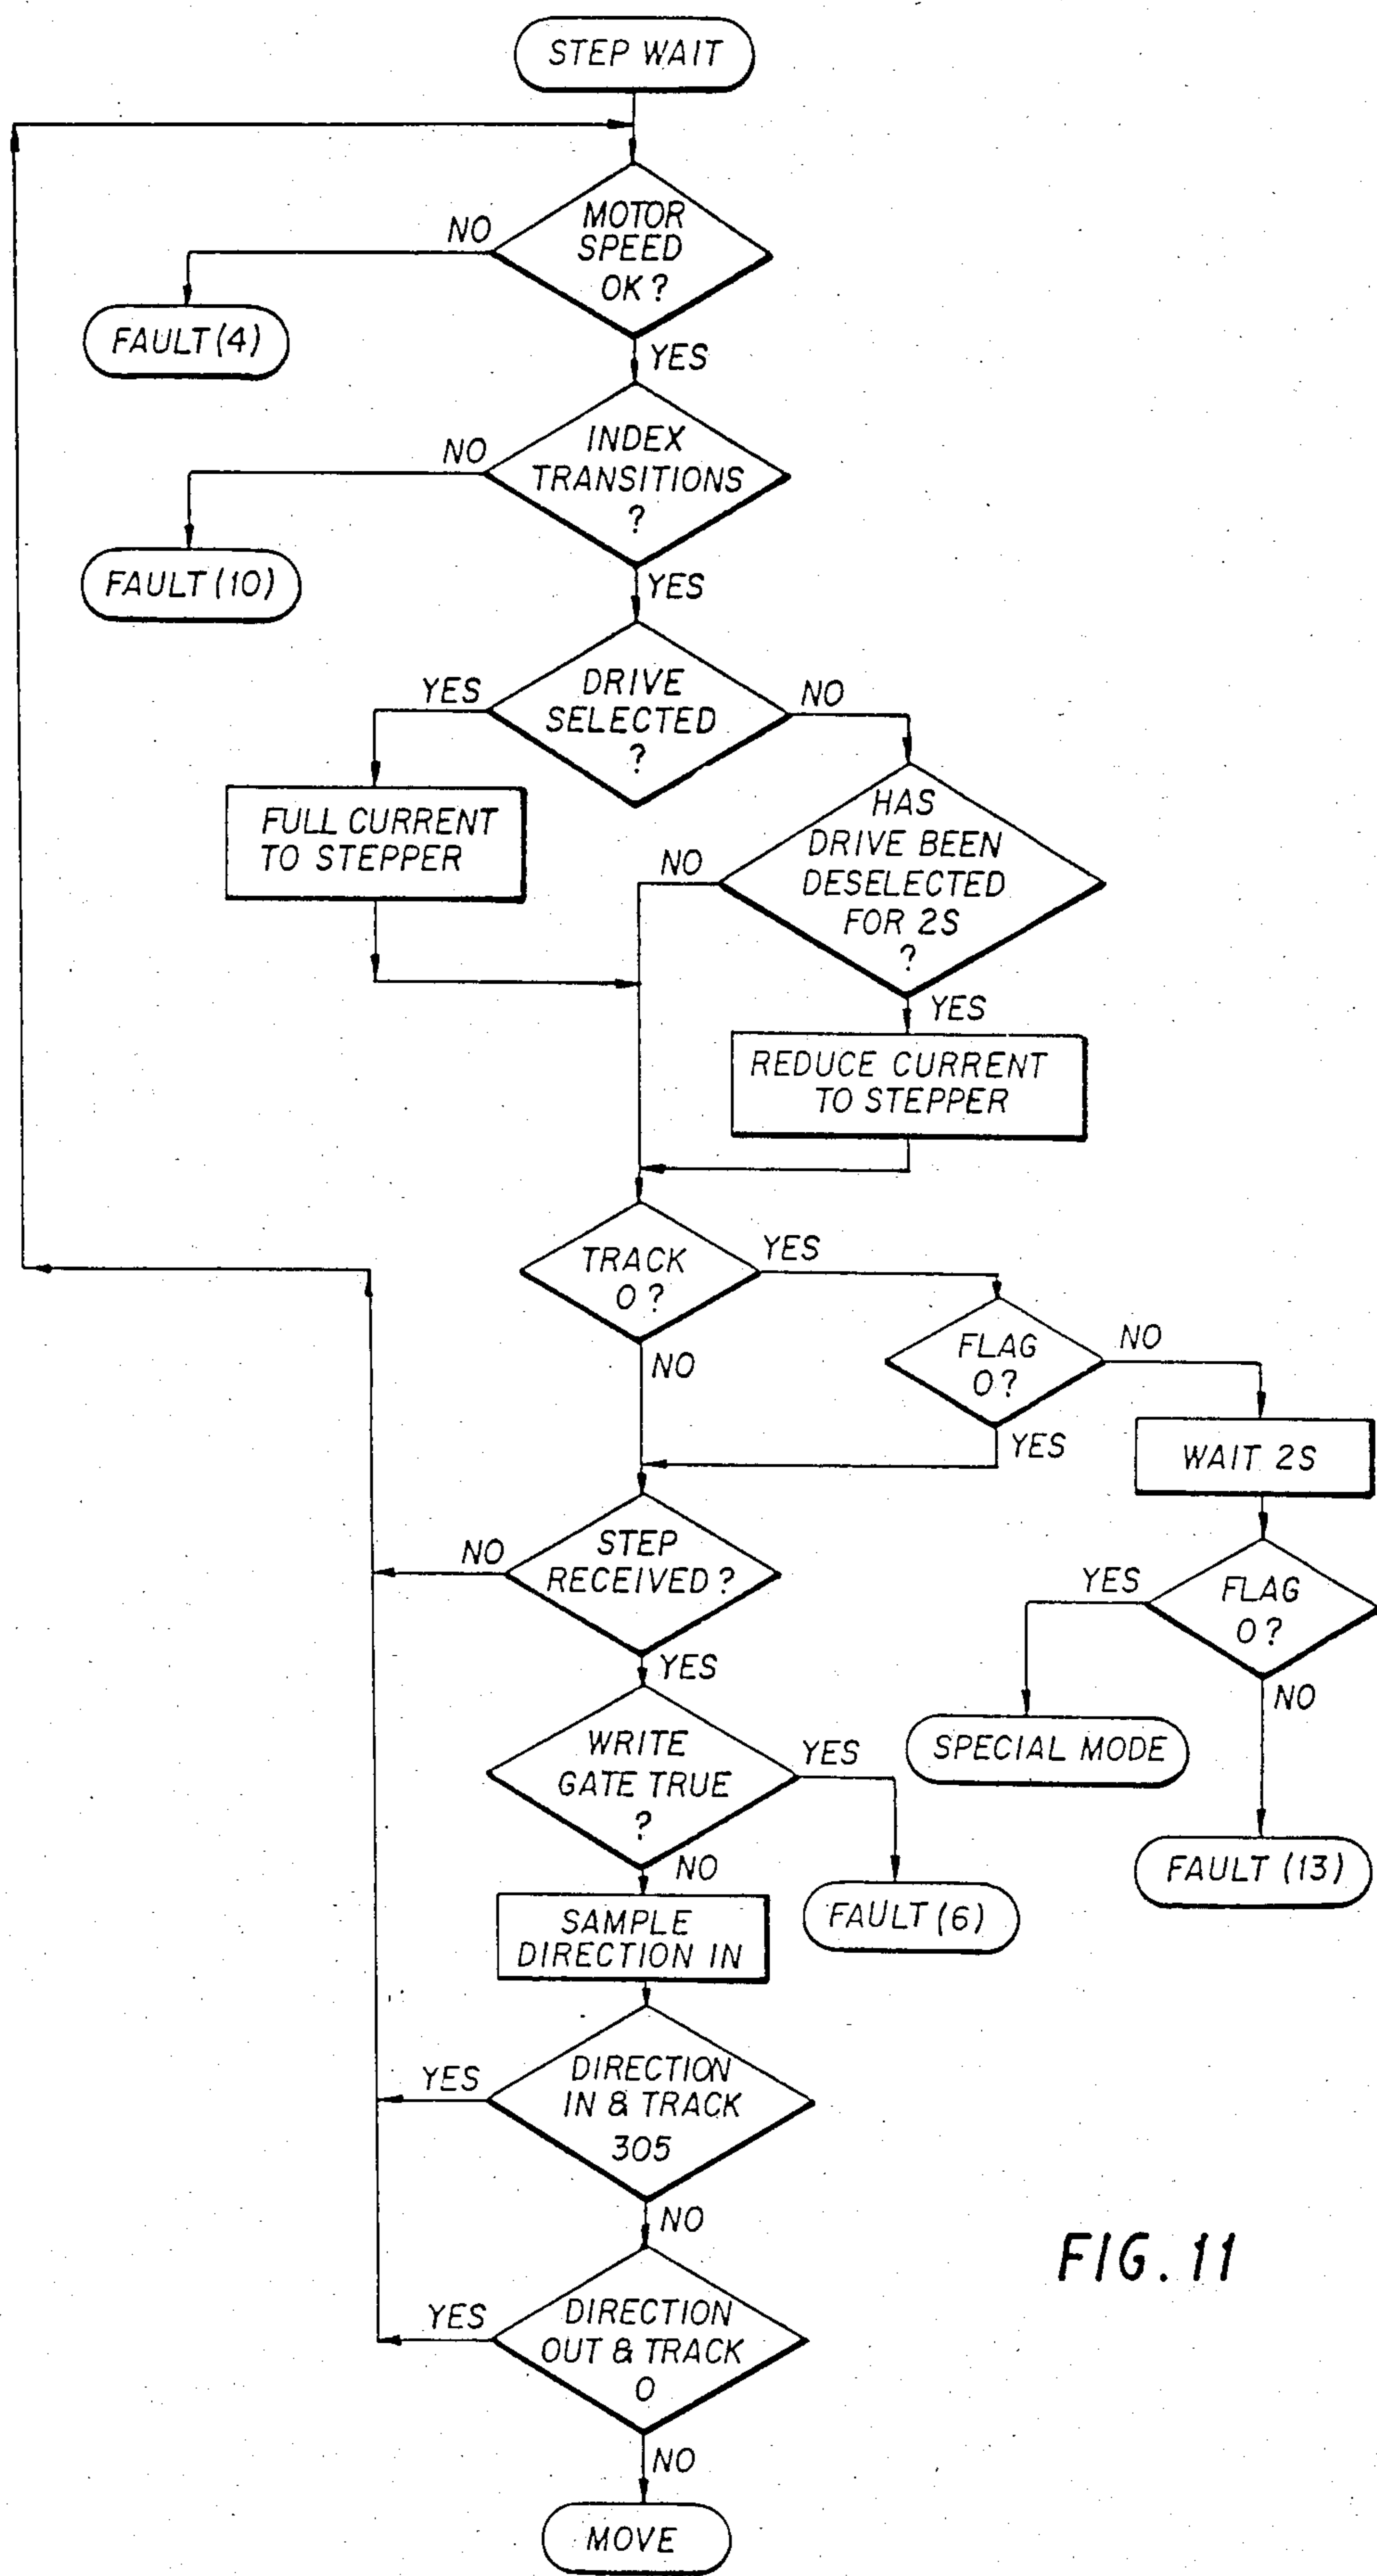 STEP WAIT
MOTOR
SPEED
OK?
NO
FAULT (4)
YES
INDEX
TRANSITIONS
?
NO
FAULT (10)
YES
DRIVE
SELECTED
?
YES
NO
FULL CURRENT
TO STEPPER
HAS
DRIVE BEEN
DESELECTED
FOR 2S
?
NO
YES
REDUCE CURRENT
TO STEPPER
TRACK
0?
YES
NO
FLAG
0?
NO
YES
WAIT 2S
STEP
RECEIVED?
NO
YES
FLAG
0?
YES
NO
SPECIAL MODE
FAULT (13)
WRITE
GATE TRUE
?
YES
NO
FAULT (6)
SAMPLE
DIRECTION IN
DIRECTION
IN & TRACK
305
YES
NO
DIRECTION
OUT & TRACK
0
YES
NO
MOVE
FIG. 11